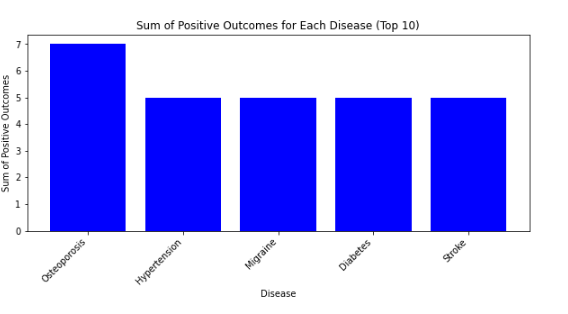 Sum of Positive Outcomes for Each Disease (Top 10)
Sum of Positive Outcomes
7
6
5
4
3
2
1
0
Osteoporosis
Hypertension
Migraine
Diabetes
Stroke
Disease